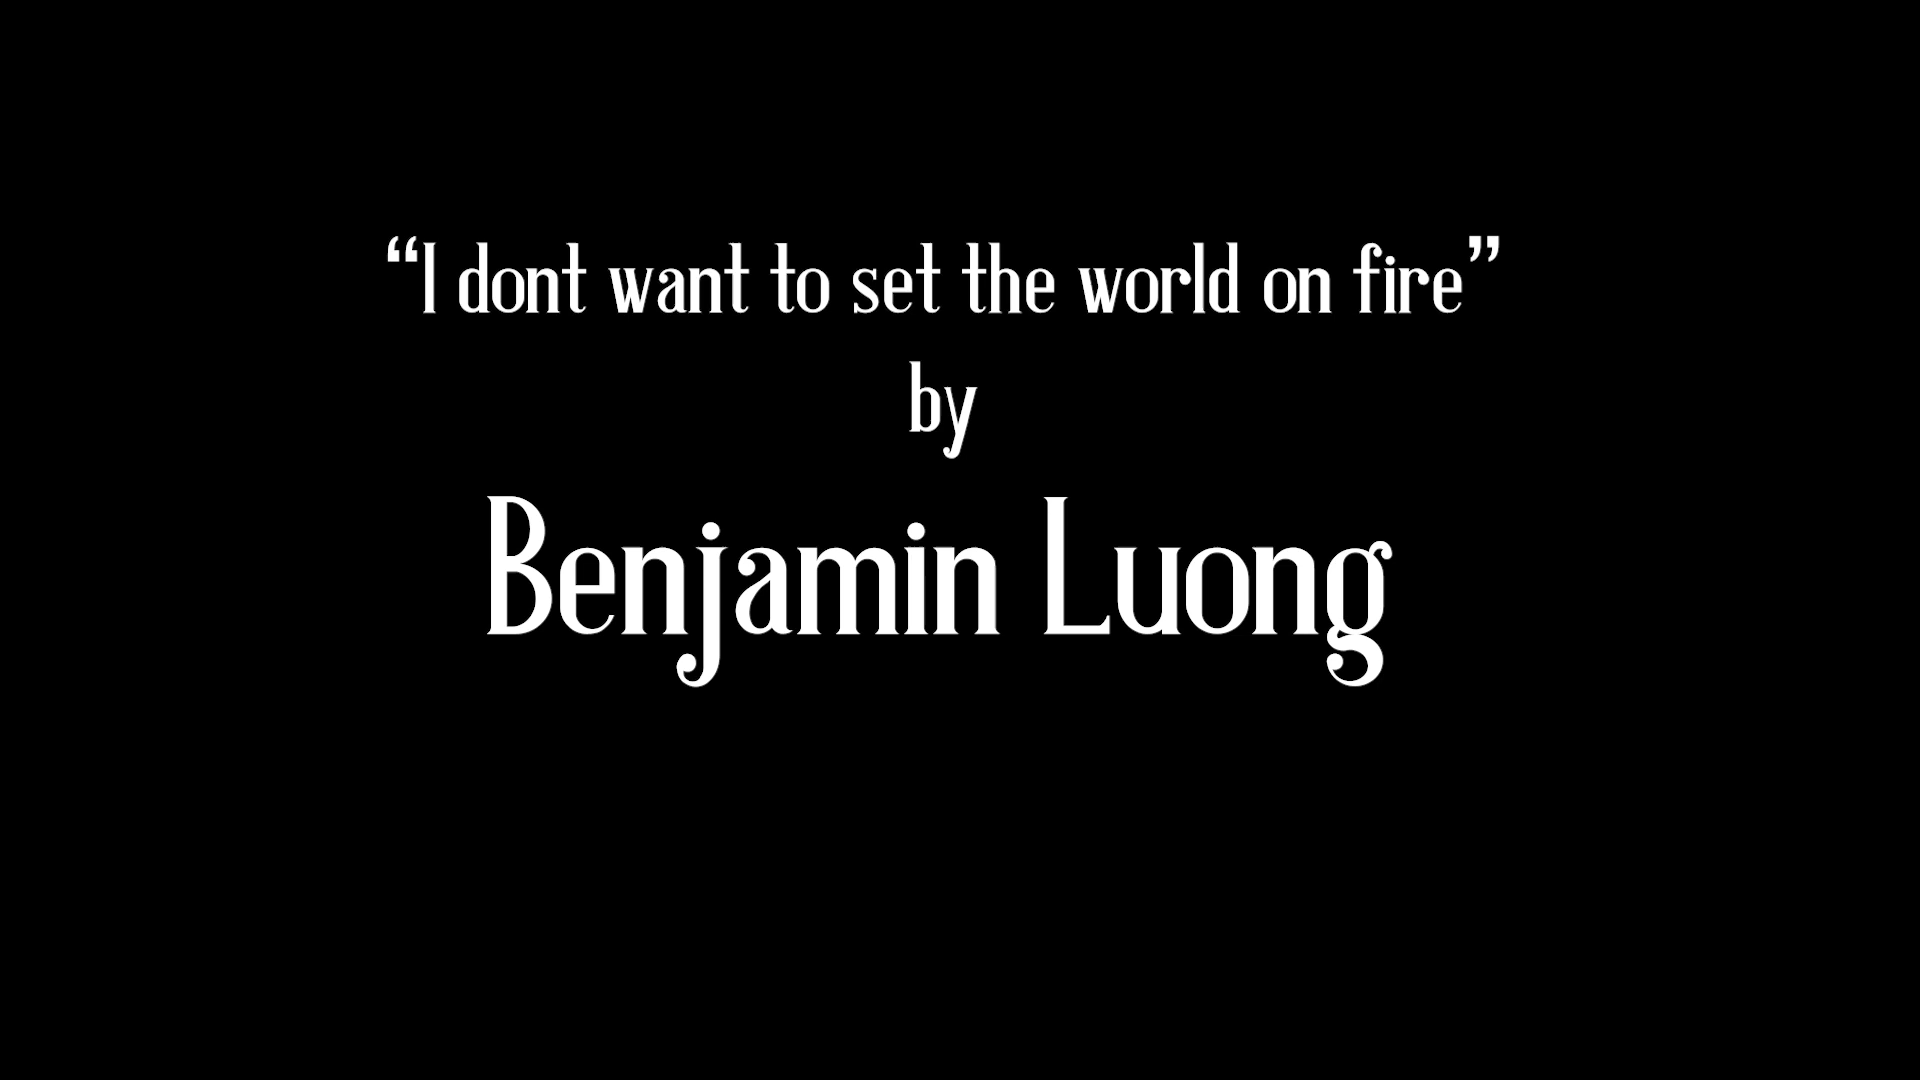 “I dont want to set the world on fire”
by
Benjamin Luong